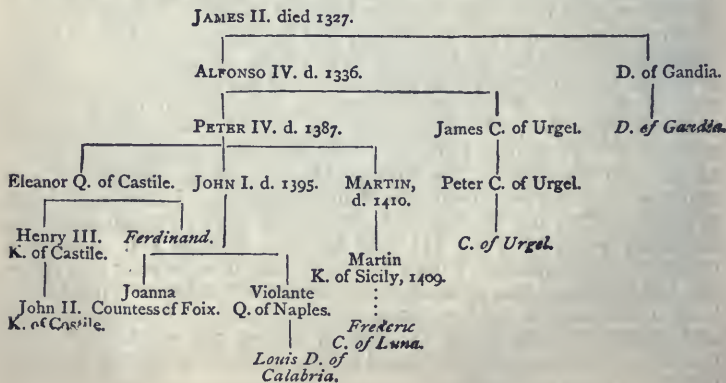 JAMES II. died 1327.
ALFONSO IV. d. 1336. D. of Gandia.
PETER IV. d. 1387. James C. of Urgel. D. of Gandia.
Eleanor Q. of Castile. JOHN I. d. 1395. MARTIN, Peter C. of Urgel.
d. 1410.
Henry III. Ferdinand. C. of Urgel.
K. of Castile. Martin
K. of Sicily, 1409.
Joanna Violante
John II. Countess of Foix. Q. of Naples.
K. of Castile. Frederic
C. of Luna.
Louis D. of
Calabria.